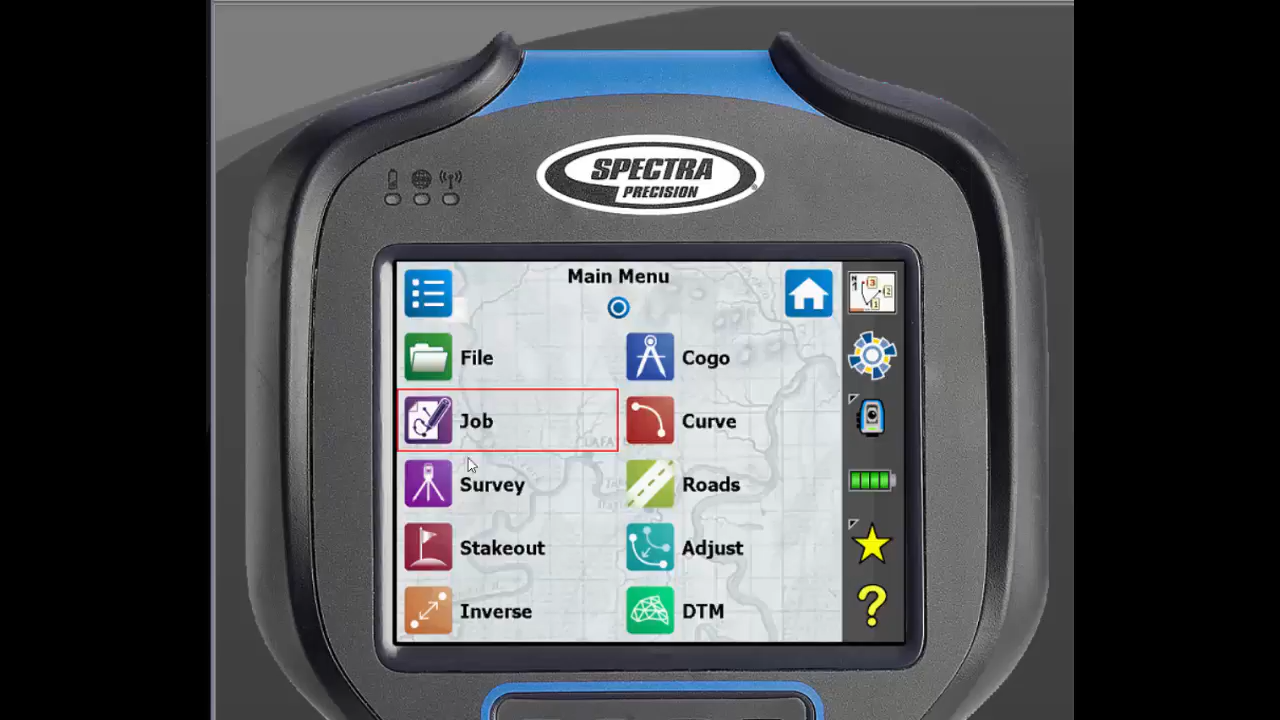 SPECTRA
PRECISION
Main Menu
File
Cogo
Job
Curve
Survey
Roads
Stakeout
Adjust
Inverse
DTM